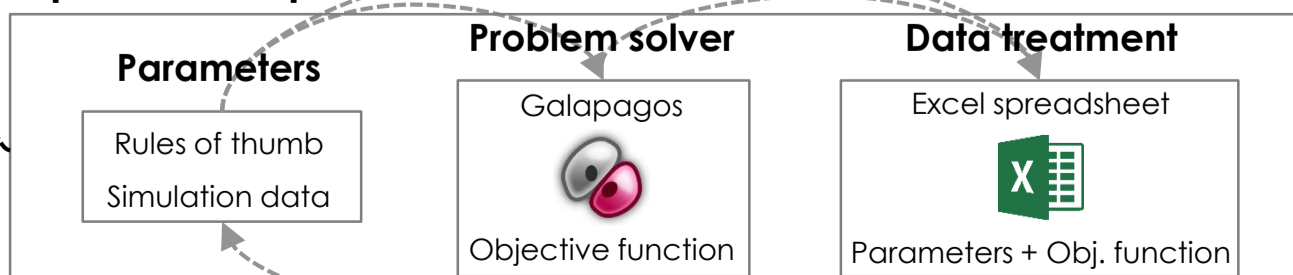 Parameters
Rules of thumb
Simulation data
Problem solver
Galapagos
Objective function
Data treatment
Excel spreadsheet
X
Parameters + Obj. function